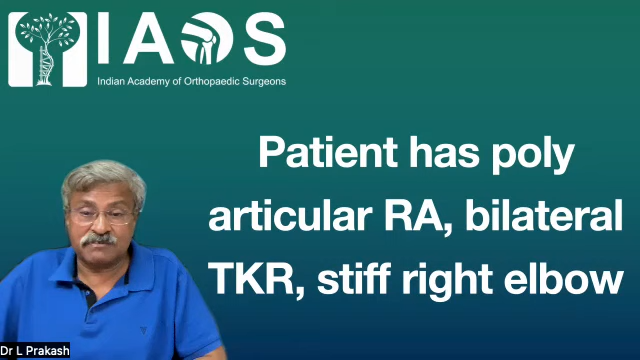 IAOS
Indian Academy of Orthopaedic Surgeons
Patient has poly
articular RA, bilateral
TKR, stiff right elbow
Dr L Prakash